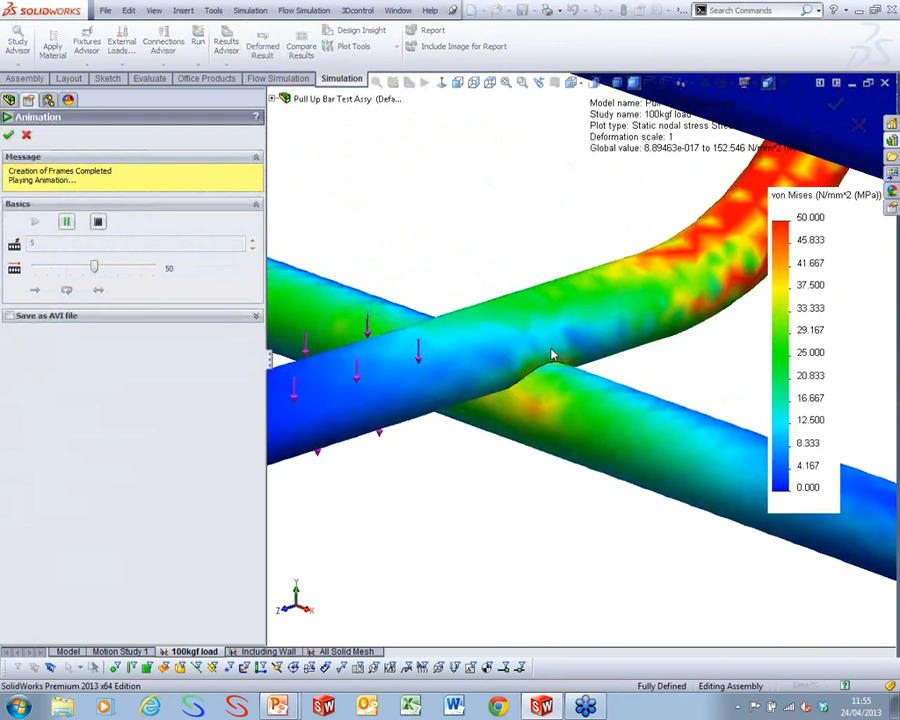 SOLIDWORKS File Edit View Insert Tools Simulation Flow Simulation 3Dcontrol Window Help Search Commands
Study Advisor
Apply Material
Fixtures Advisor
External Loads...
Connections Advisor
Run
Results Advisor
Deformed Result
Compare Results
Design Insight
Plot Tools
Report
Include Image for Report
Assembly Layout Sketch Evaluate Office Products Flow Simulation Simulation
Animation ?
Message
Creation of Frames Completed
Playing Animation...
Basics
5
50
Save as AVI file
Pull Up Bar Test Assy (Defa...
Study name: 100kgf load
Plot type: Static nodal stress
Deformation scale: 1
Global value: 8.89463e-017 to 152.546 N/mm^2
von Mises (N/mm^2 (MPa))
50.000
45.833
41.667
37.500
33.333
29.167
25.000
20.833
16.667
12.500
8.333
4.167
0.000
Y
Z X
Model Motion Study 1 100kgf load Including Wall All Solid Mesh
SolidWorks Premium 2013 x64 Edition Fully Defined Editing Assembly
11:55
24/04/2013